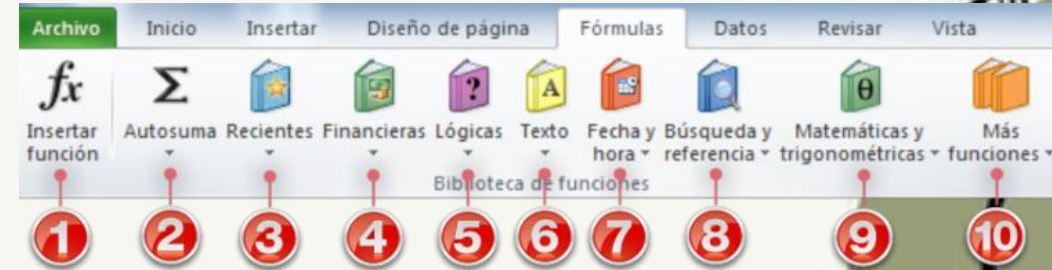 Archivo Inicio Insertar Diseño de página Fórmulas Datos Revisar Vista
fx Σ ? A θ
Insertar Autosuma Recientes Financieras Lógicas Texto Fecha y Búsqueda y Matemáticas y Más
función hora referencia trigonométricas funciones
Biblioteca de funciones
1 2 3 4 5 6 7 8 9 10